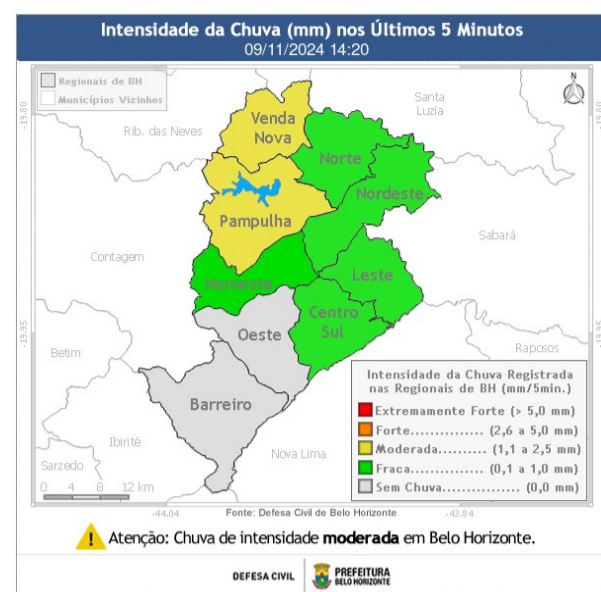 Intensidade da Chuva (mm) nos Últimos 5 Minutos
09/11/2024 14:20
Regionais de BH
Municípios Vizinhos
N
-19.80
-19.80
Santa
Luzia
Rib. das Neves
Venda
Nova
Norte
Nordeste
Pampulha
Sabará
Contagem
Noroeste
Leste
Centro
Sul
Oeste
-19.95
-19.95
Betim
Raposos
Barreiro
Ibirité
Nova Lima
Sarzedo
0 4 8 12 km
Intensidade da Chuva Registrada
nas Regionais de BH (mm/5min.)
Extremamente Forte (> 5,0 mm)
Forte............... (2,6 a 5,0 mm)
Moderada.......... (1,1 a 2,5 mm)
Fraca............... (0,1 a 1,0 mm)
Sem Chuva............... (0,0 mm)
-44.04
Fonte: Defesa Civil de Belo Horizonte
-43.84
! Atenção: Chuva de intensidade moderada em Belo Horizonte.
DEFESA CIVIL
PREFEITURA
BELO HORIZONTE